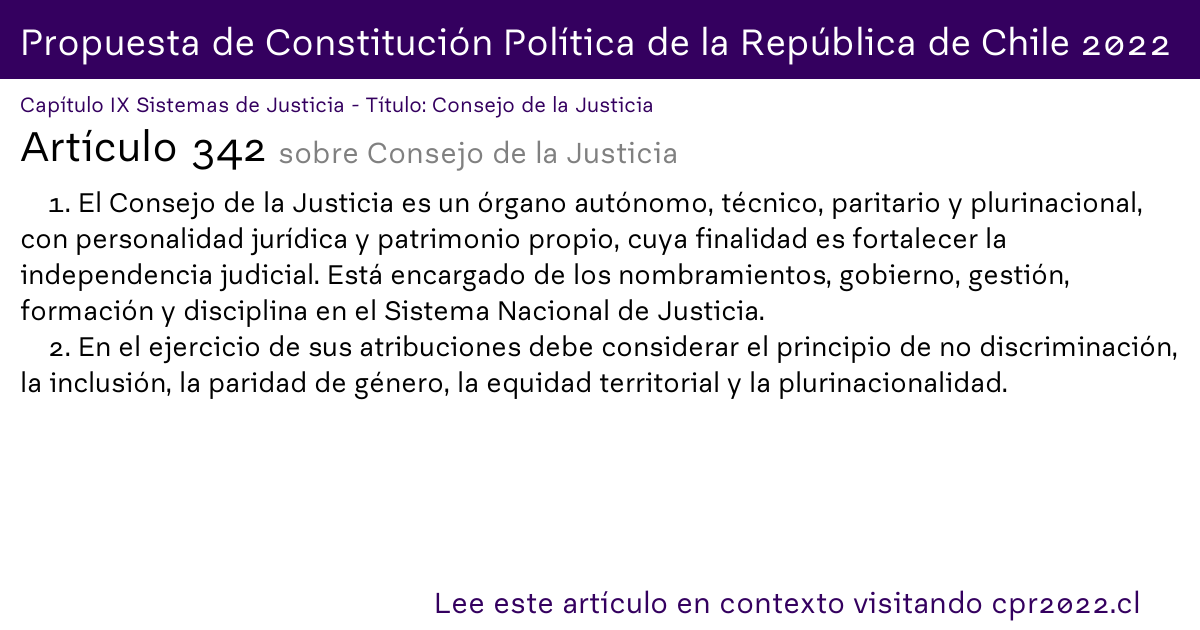 Propuesta de Constitución Política de la República de Chile 2022
Capítulo IX Sistemas de Justicia - Título: Consejo de la Justicia
Artículo 342 sobre Consejo de la Justicia
1. El Consejo de la Justicia es un órgano autónomo, técnico, paritario y plurinacional,
con personalidad jurídica y patrimonio propio, cuya finalidad es fortalecer la
independencia judicial. Está encargado de los nombramientos, gobierno, gestión,
formación y disciplina en el Sistema Nacional de Justicia.
2. En el ejercicio de sus atribuciones debe considerar el principio de no discriminación,
la inclusión, la paridad de género, la equidad territorial y la plurinacionalidad.
Lee este artículo en contexto visitando cpr2022.cl